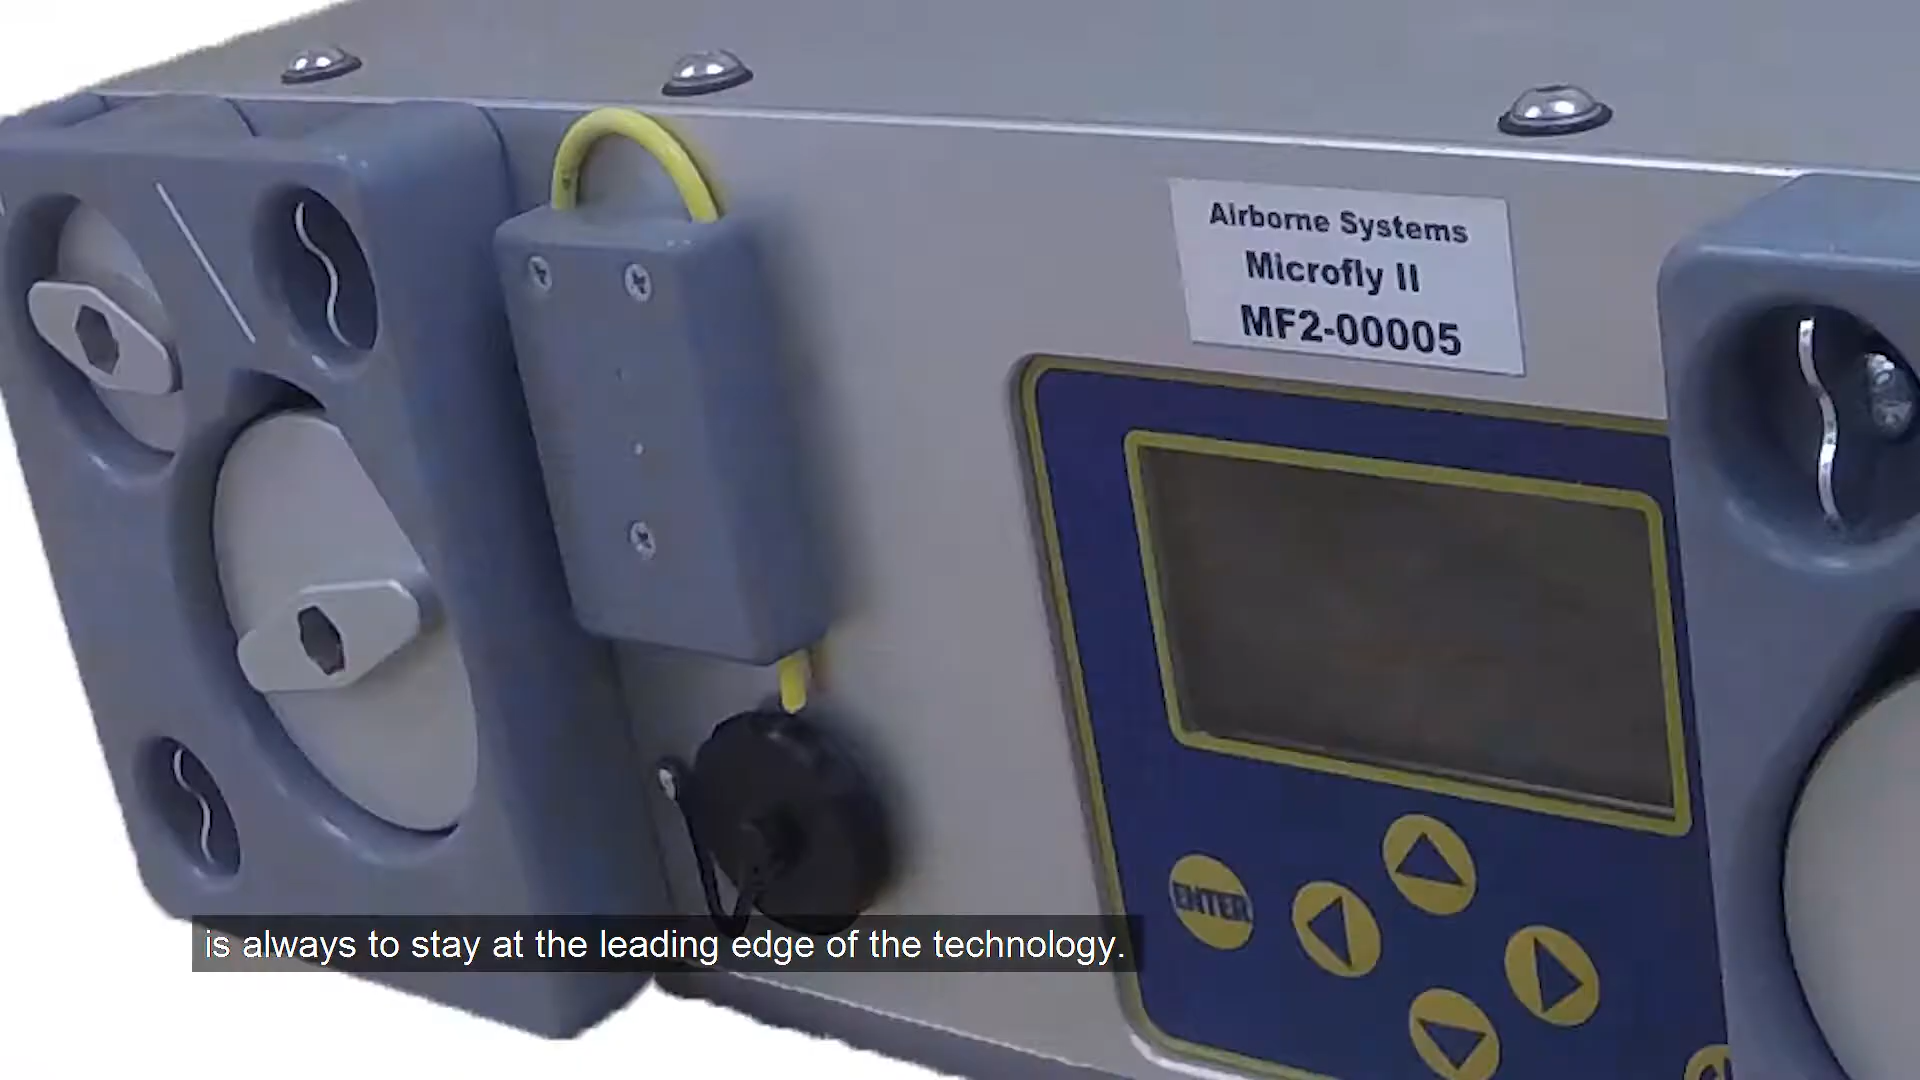 Airborne Systems
Microfly II
MF2-00005
ENTER
is always to stay at the leading edge of the technology.